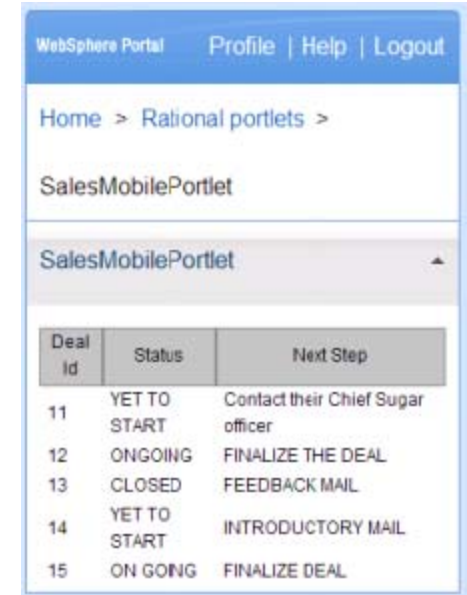 WebSphere Portal Profile | Help | Logout
Home > Rational portlets >
SalesMobilePortlet
SalesMobilePortlet
Deal Id Status Next Step
11 YET TO START Contact their Chief Sugar officer
12 ONGOING FINALIZE THE DEAL
13 CLOSED FEEDBACK MAIL
14 YET TO START INTRODUCTORY MAIL
15 ON GOING FINALIZE DEAL